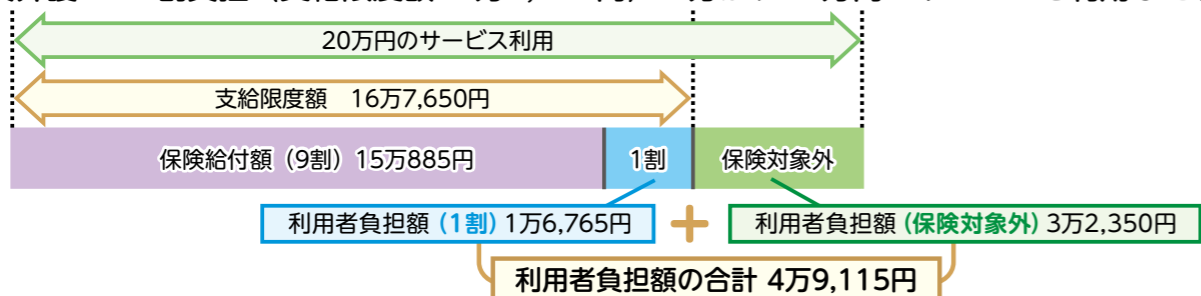 20万円のサービス利用
支給限度額 16万7,650円
保険給付額（9割）15万885円
1割
保険対象外
利用者負担額（1割）1万6,765円
＋
利用者負担額（保険対象外）3万2,350円
利用者負担額の合計 4万9,115円